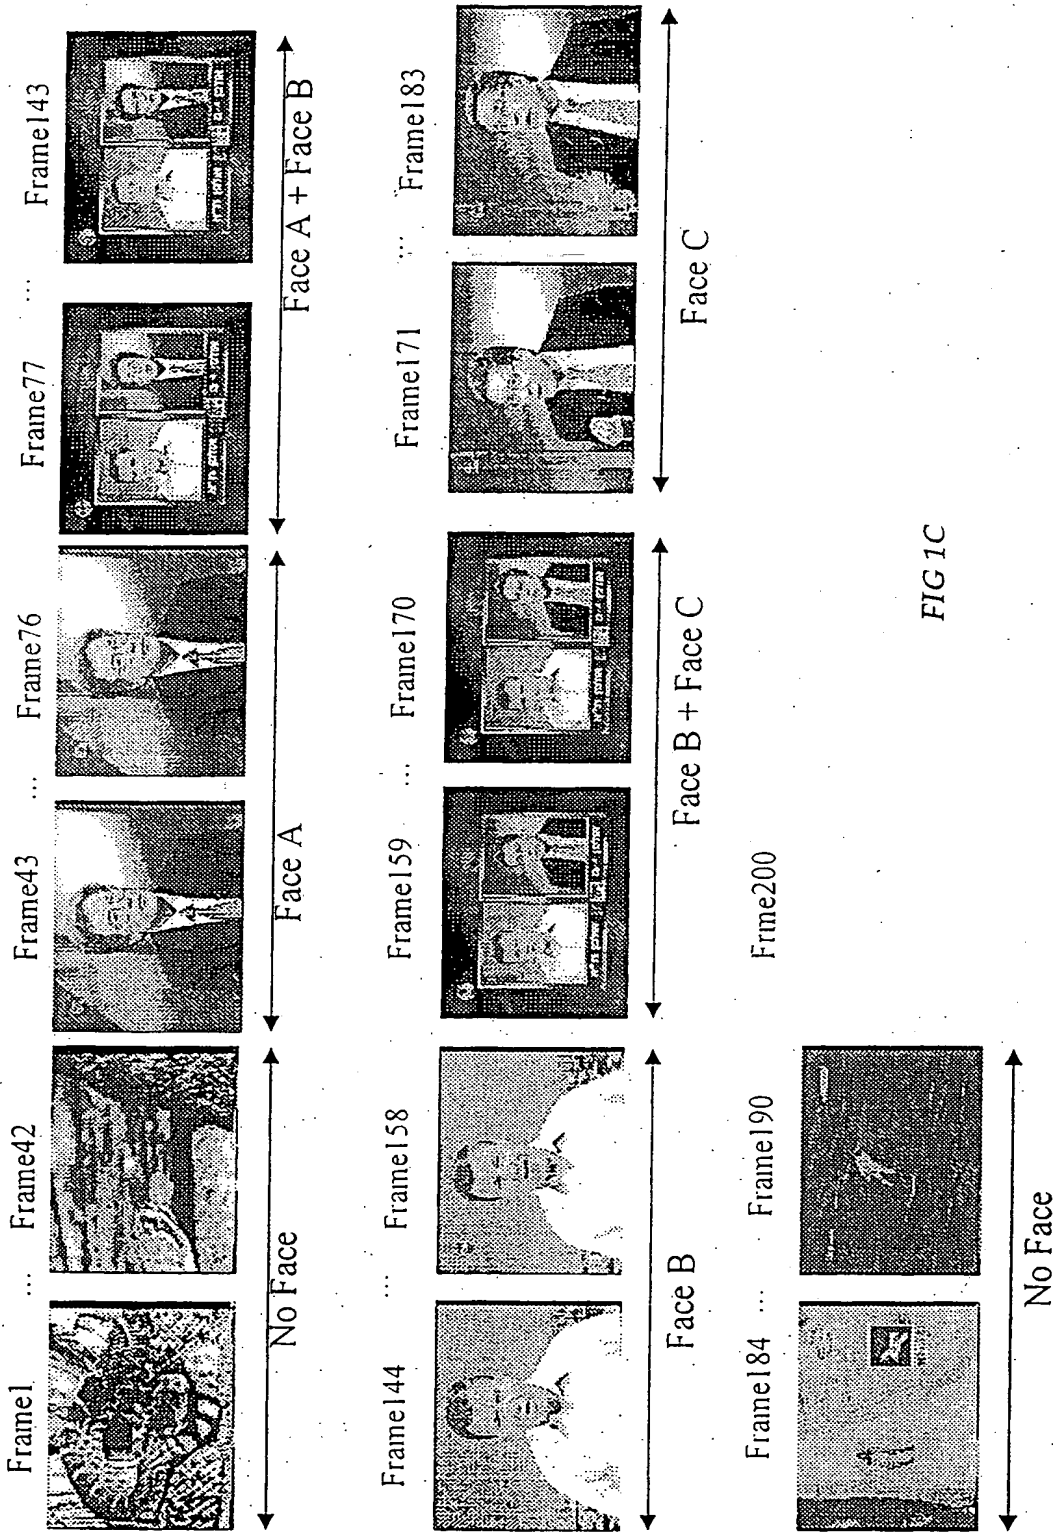 Frame1 ... Frame42 Frame43 ... Frame76 Frame77 ... Frame143
No Face Face A Face A + Face B
Frame144 ... Frame158 Frame159 ... Frame170 Frame171 ... Frame183
Face B Face B + Face C Face C
Frame184 ... Frame190 Frme200
No Face
FIG 1C